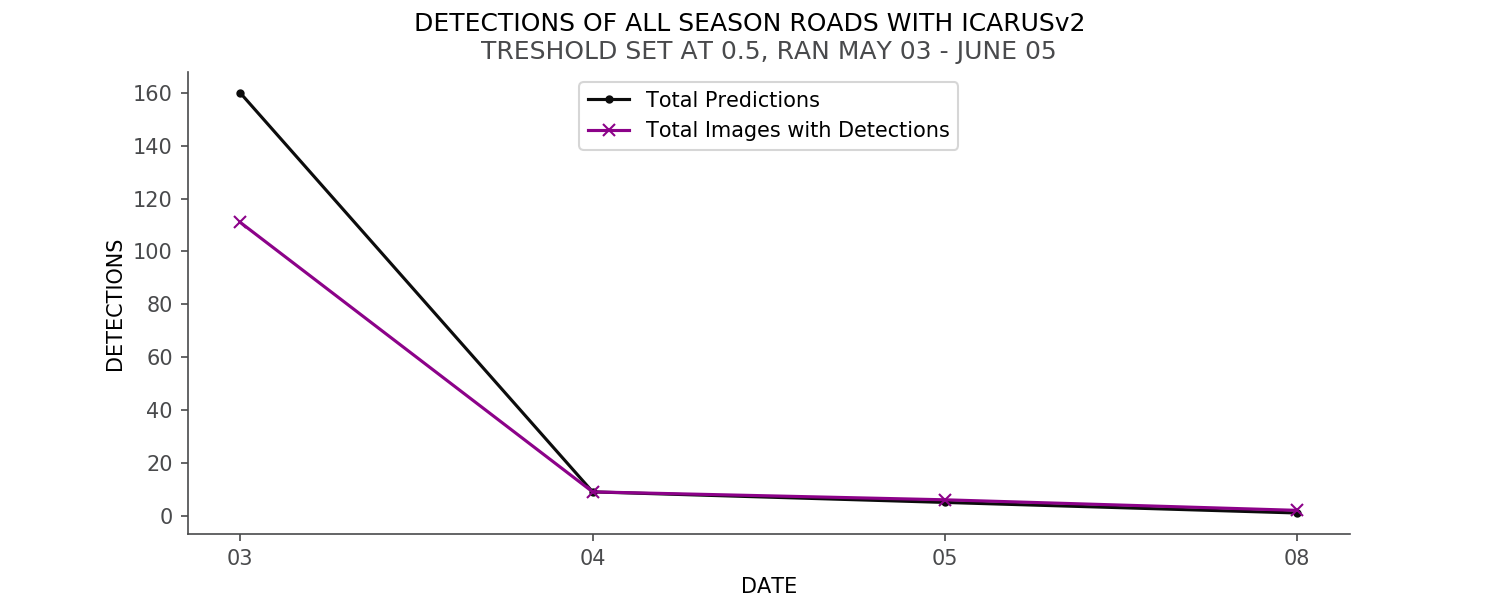 DETECTIONS OF ALL SEASON ROADS WITH ICARUSv2
TRESHOLD SET AT 0.5, RAN MAY 03 - JUNE 05
Total Predictions
Total Images with Detections
DETECTIONS
160
140
120
100
80
60
40
20
0
03 04 05 08
DATE